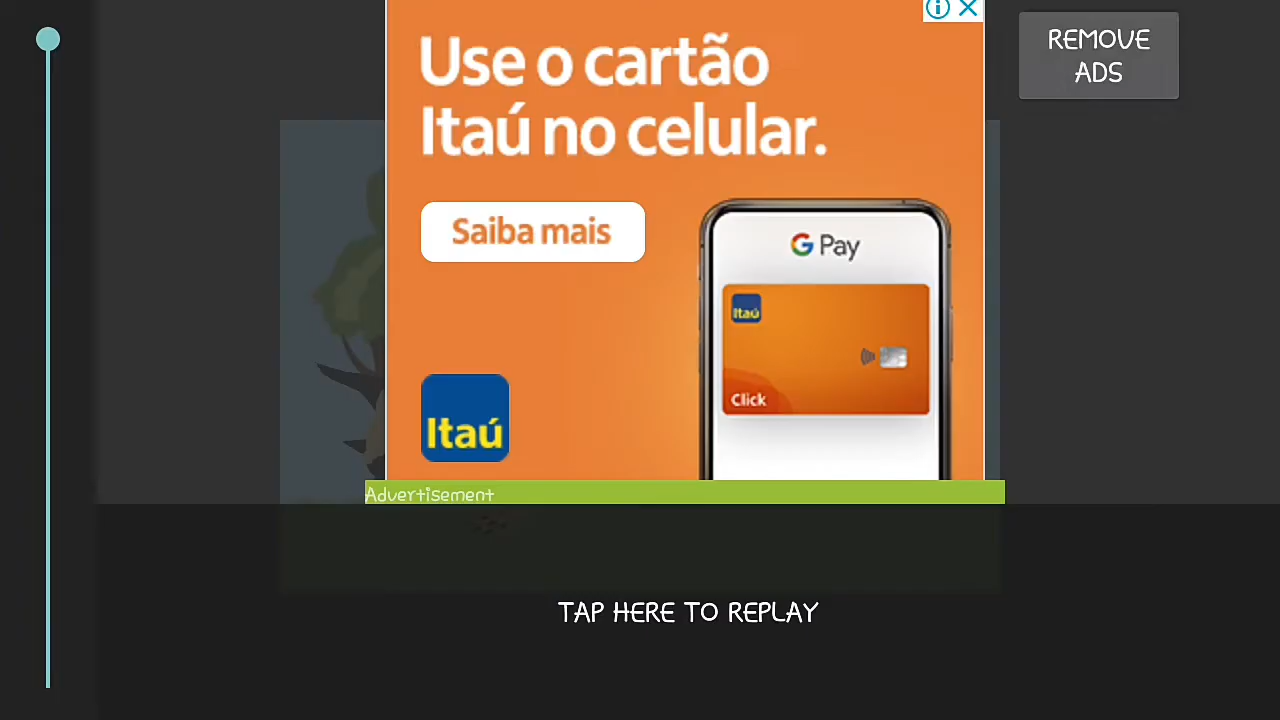 Use o cartão
Itaú no celular.
REMOVE
ADS
Saiba mais
G Pay
Itaú
Click
Itaú
Advertisement
TAP HERE TO REPLAY